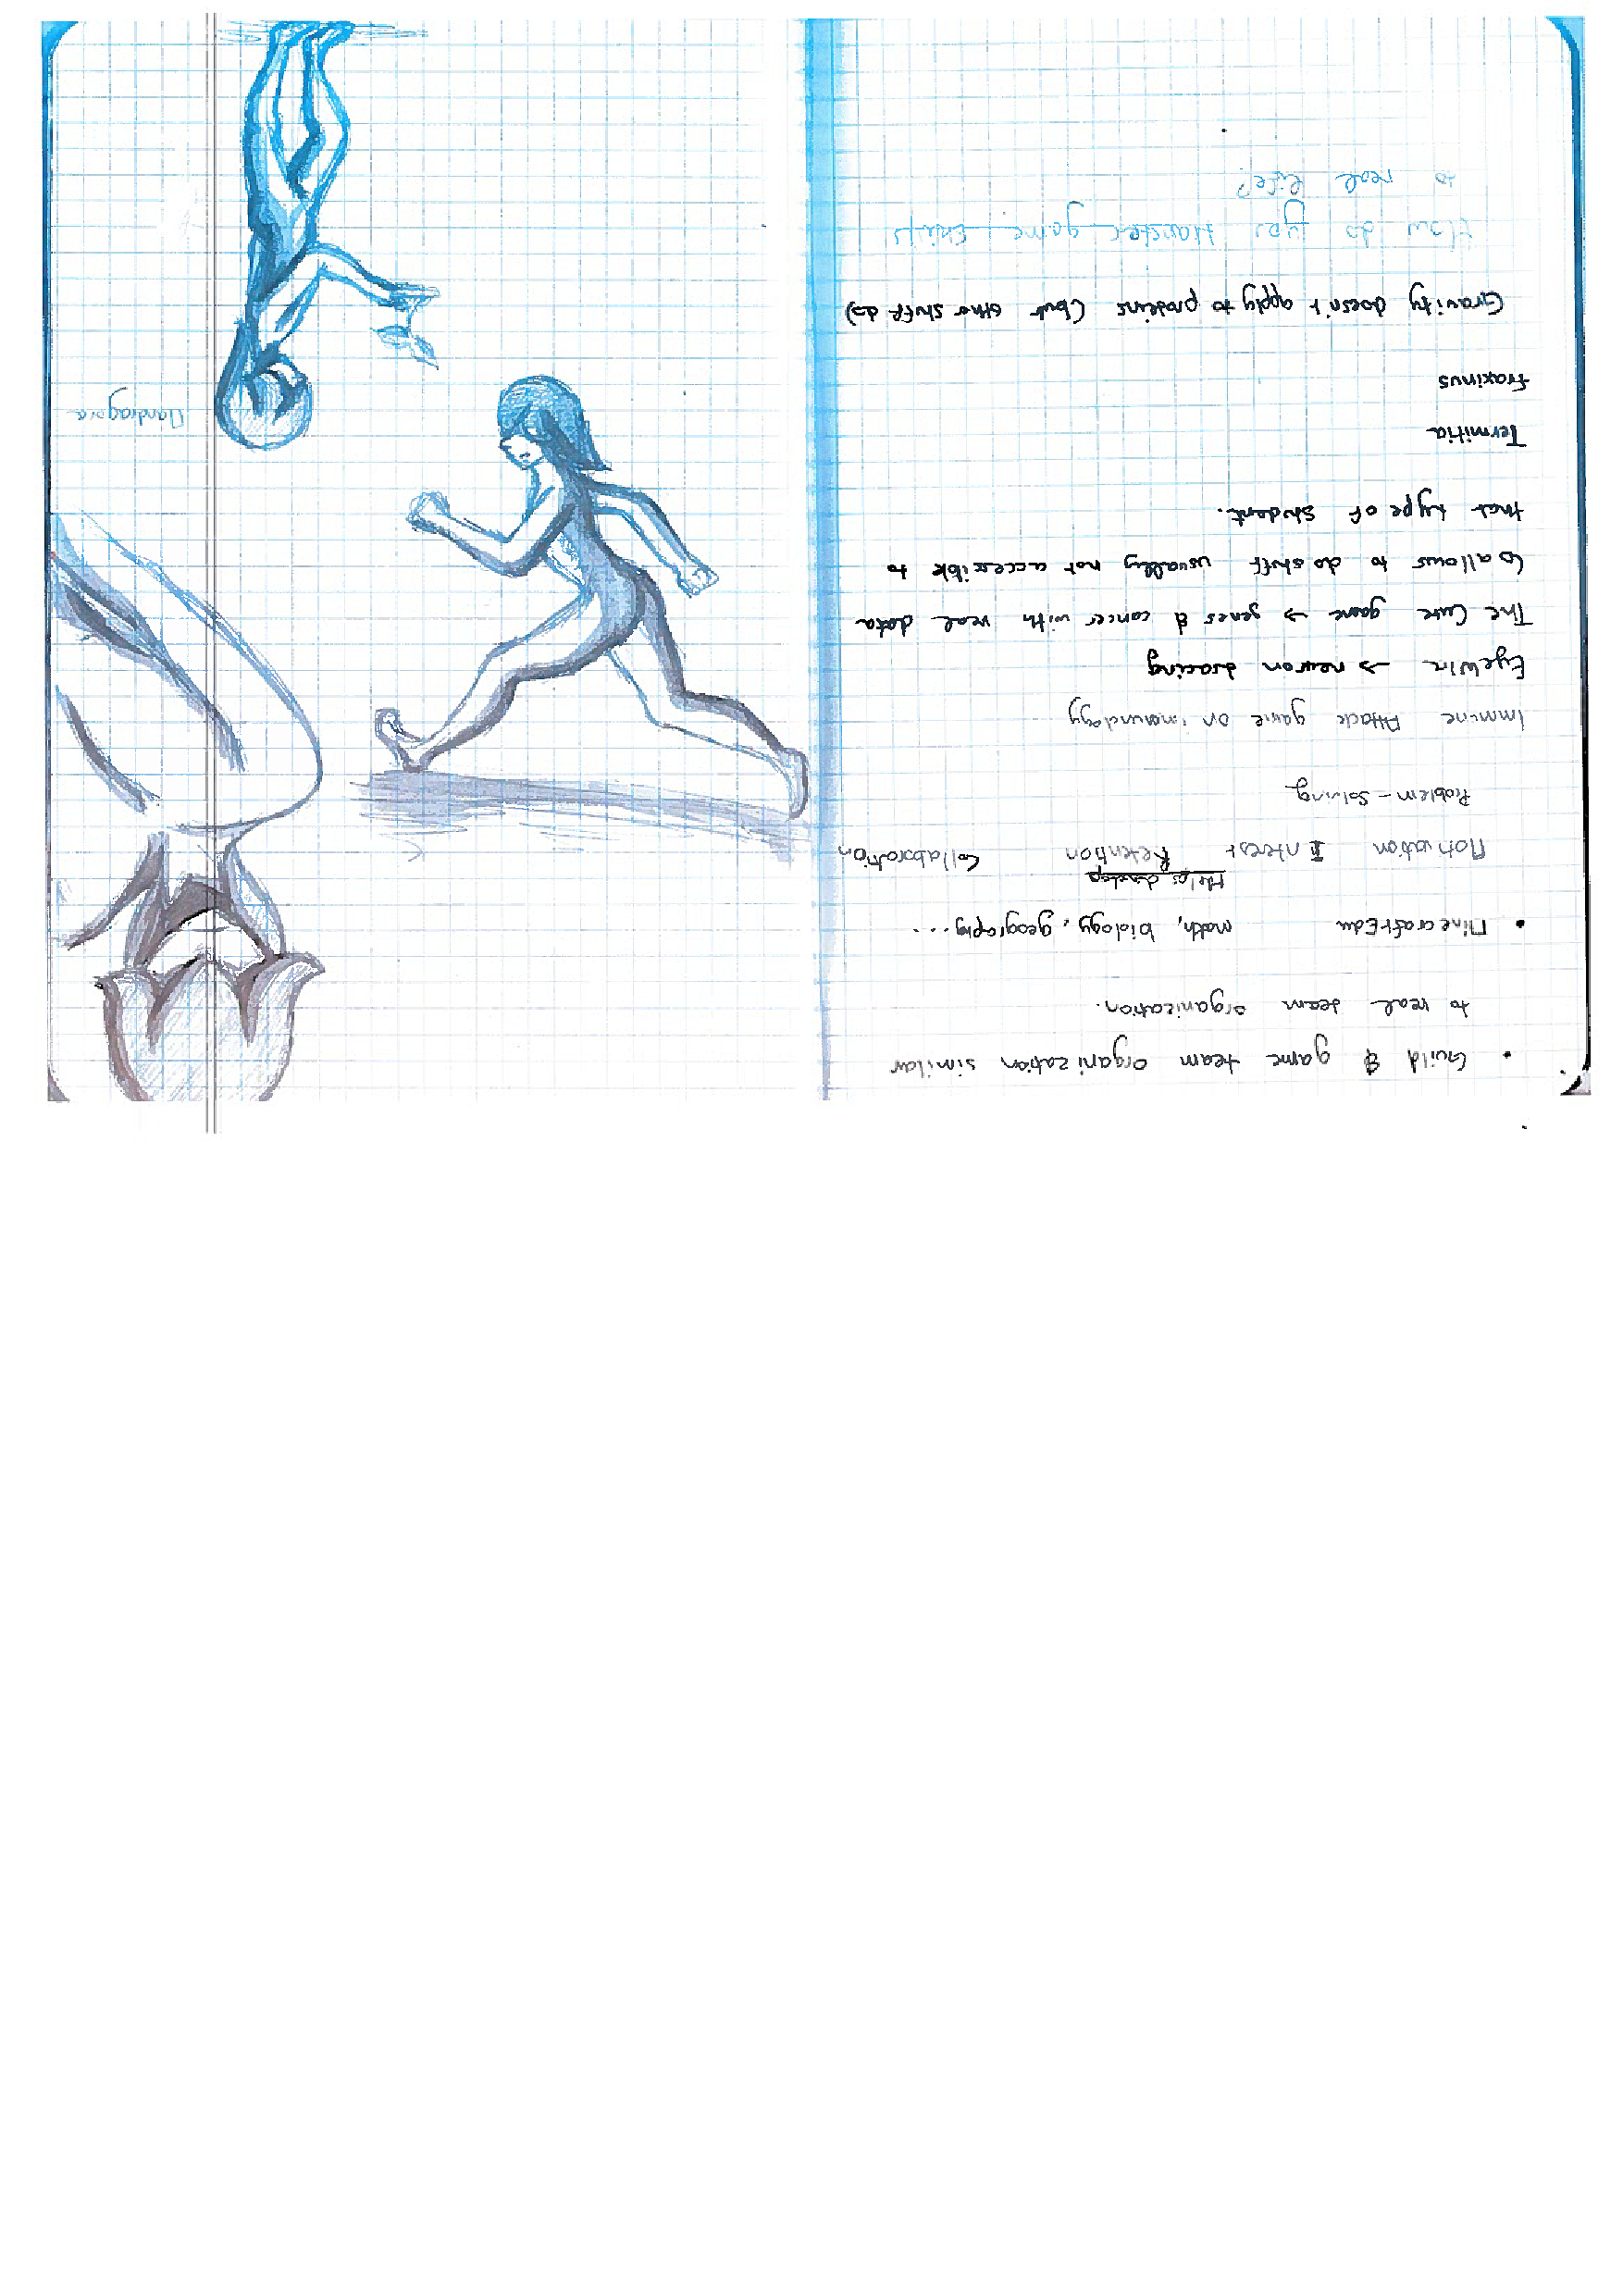 • Guild & game team organization similar
to real team organization.
• MinecraftEdu math, biology, geography...
Helps develop
Motivation Interest Retention Collaboration
Problem-Solving
Immune Attack game on immunology
EyeWire → neuron tracing
The Cure game → genes & cancer with real data
↳ allows to do stuff usually not accessible to
that type of student.
Termitia
Fraxinus
Gravity doesn't apply to proteins (but other stuff do)
How do you transfer game skills
to real life?
Mandragore